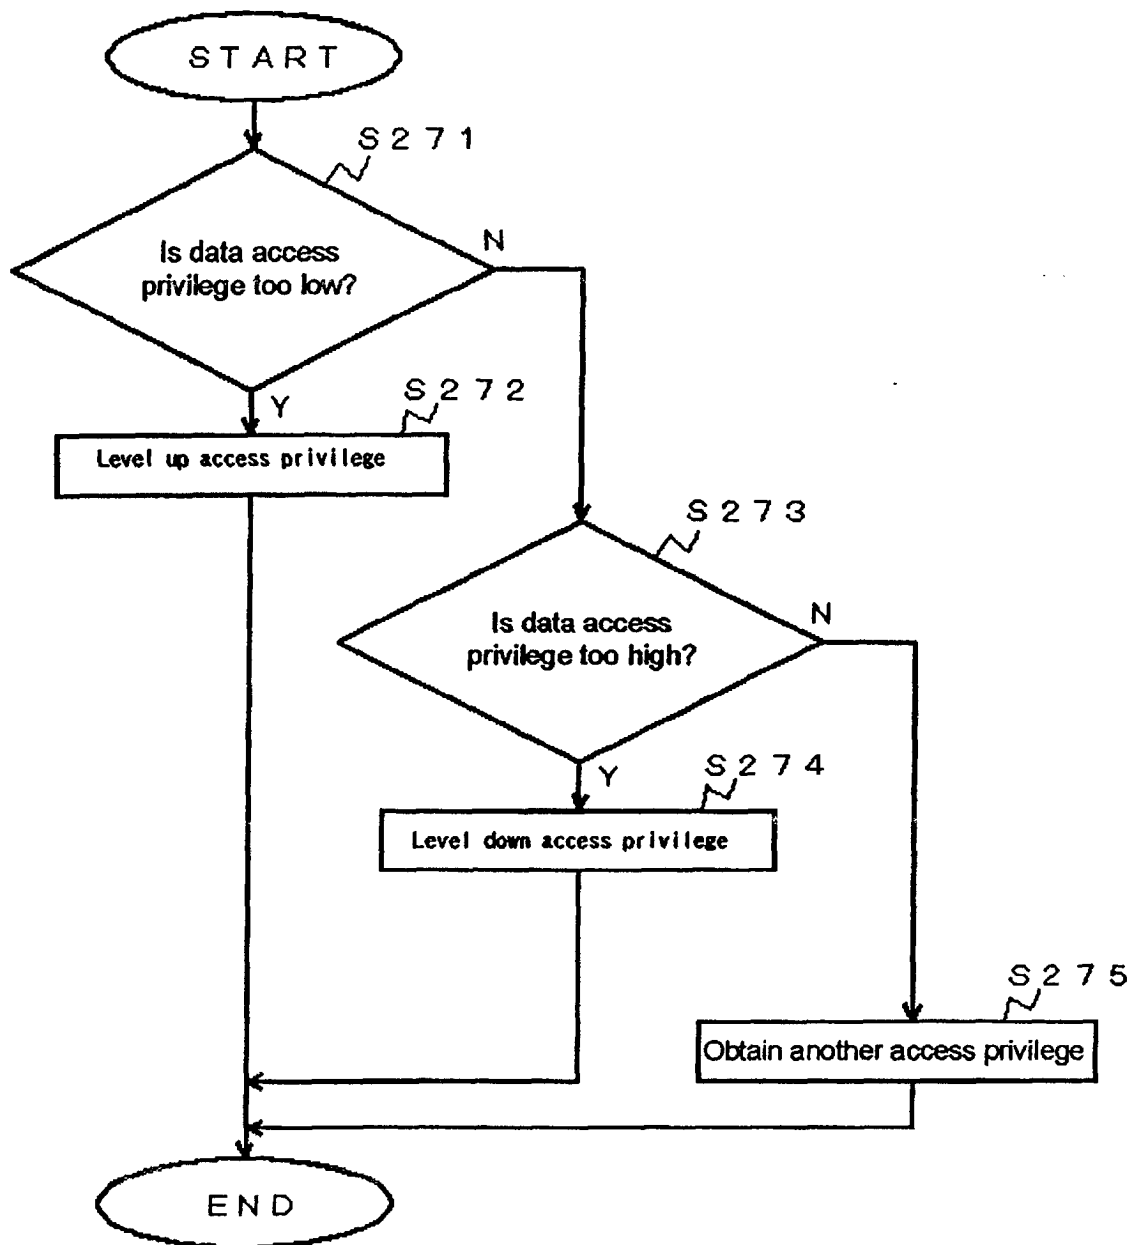 START
S271
Is data access
privilege too low?
N
Y
S272
Level up access privilege
S273
Is data access
privilege too high?
N
Y
S274
Level down access privilege
S275
Obtain another access privilege
END